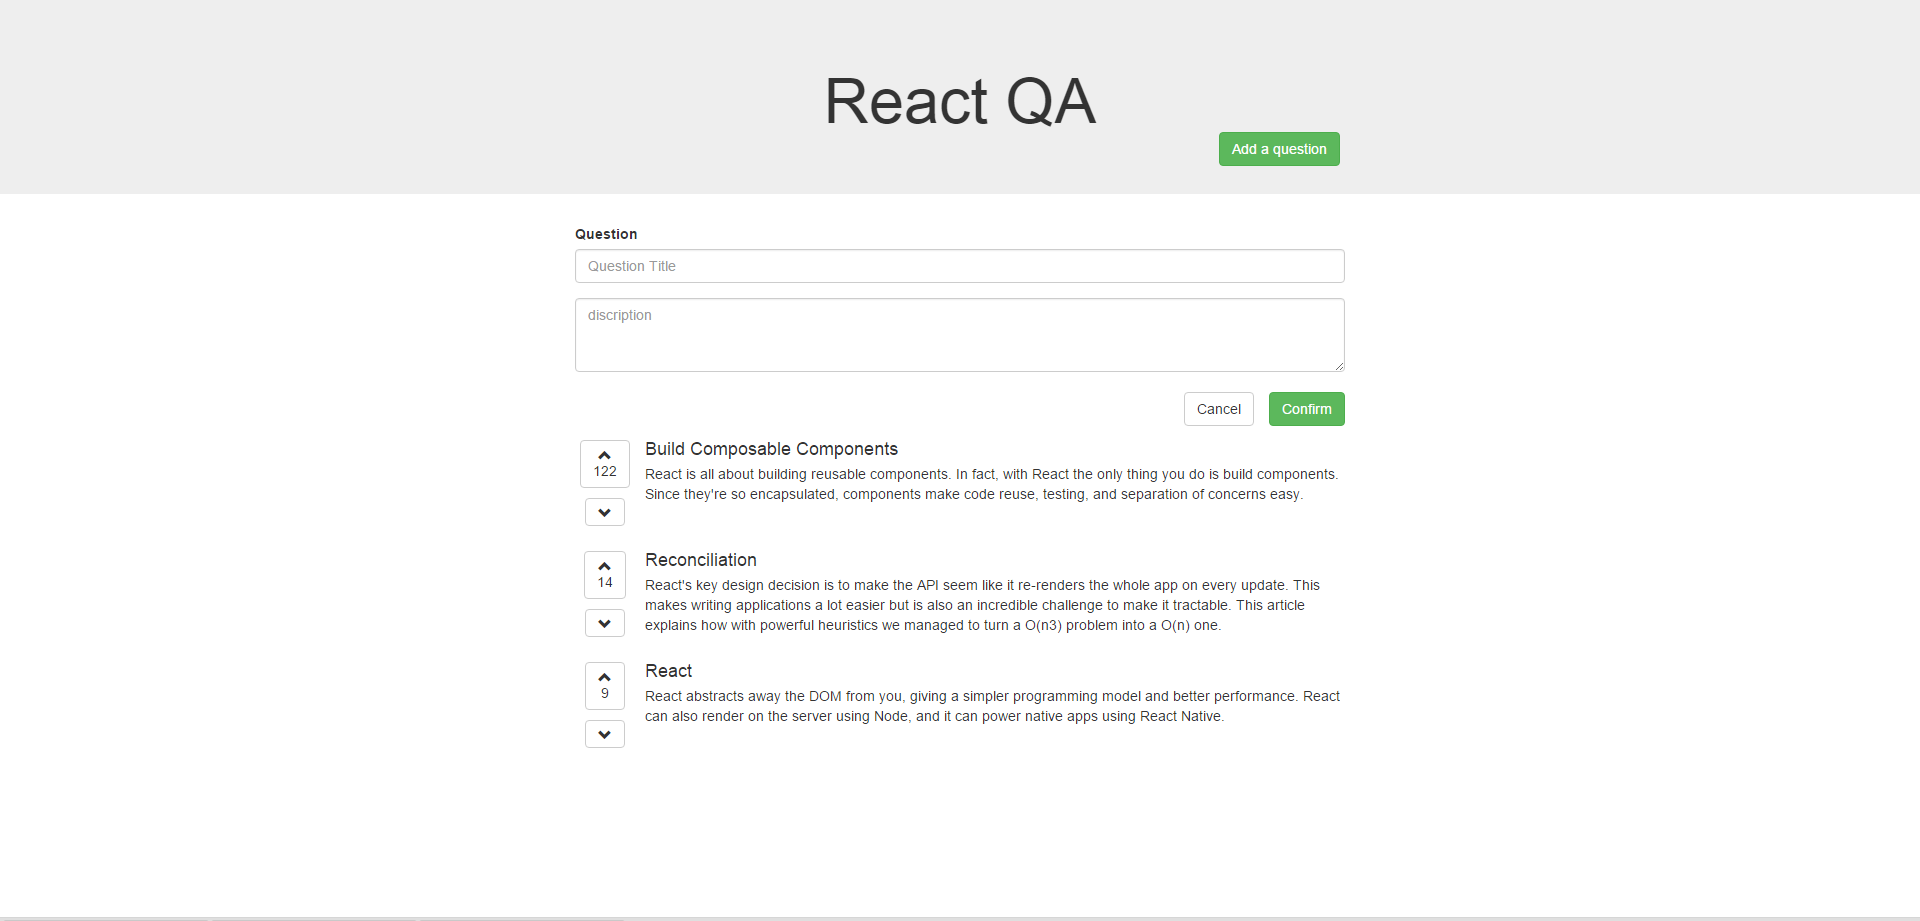 React QA
Add a question
Question
Question Title
discription
Cancel
Confirm
122
Build Composable Components
React is all about building reusable components. In fact, with React the only thing you do is build components.
Since they're so encapsulated, components make code reuse, testing, and separation of concerns easy.
14
Reconciliation
React's key design decision is to make the API seem like it re-renders the whole app on every update. This
makes writing applications a lot easier but is also an incredible challenge to make it tractable. This article
explains how with powerful heuristics we managed to turn a O(n3) problem into a O(n) one.
9
React
React abstracts away the DOM from you, giving a simpler programming model and better performance. React
can also render on the server using Node, and it can power native apps using React Native.